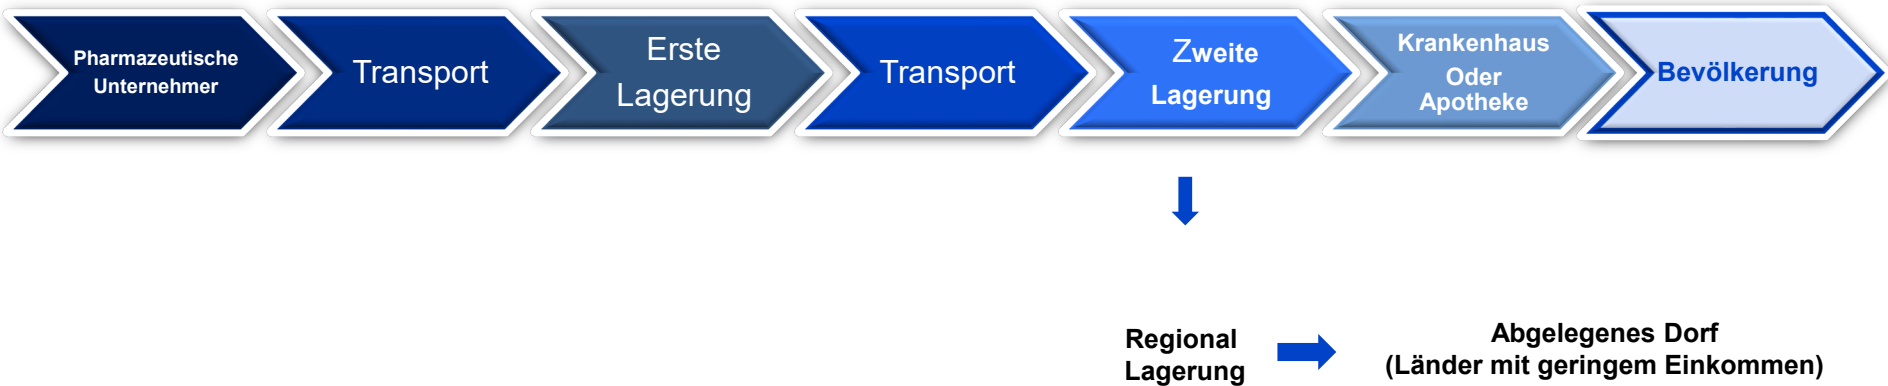 Pharmazeutische
Unternehmer
Transport
Erste
Lagerung
Transport
Zweite
Lagerung
Krankenhaus
Oder
Apotheke
Bevölkerung
Regional
Lagerung
Abgelegenes Dorf
(Länder mit geringem Einkommen)